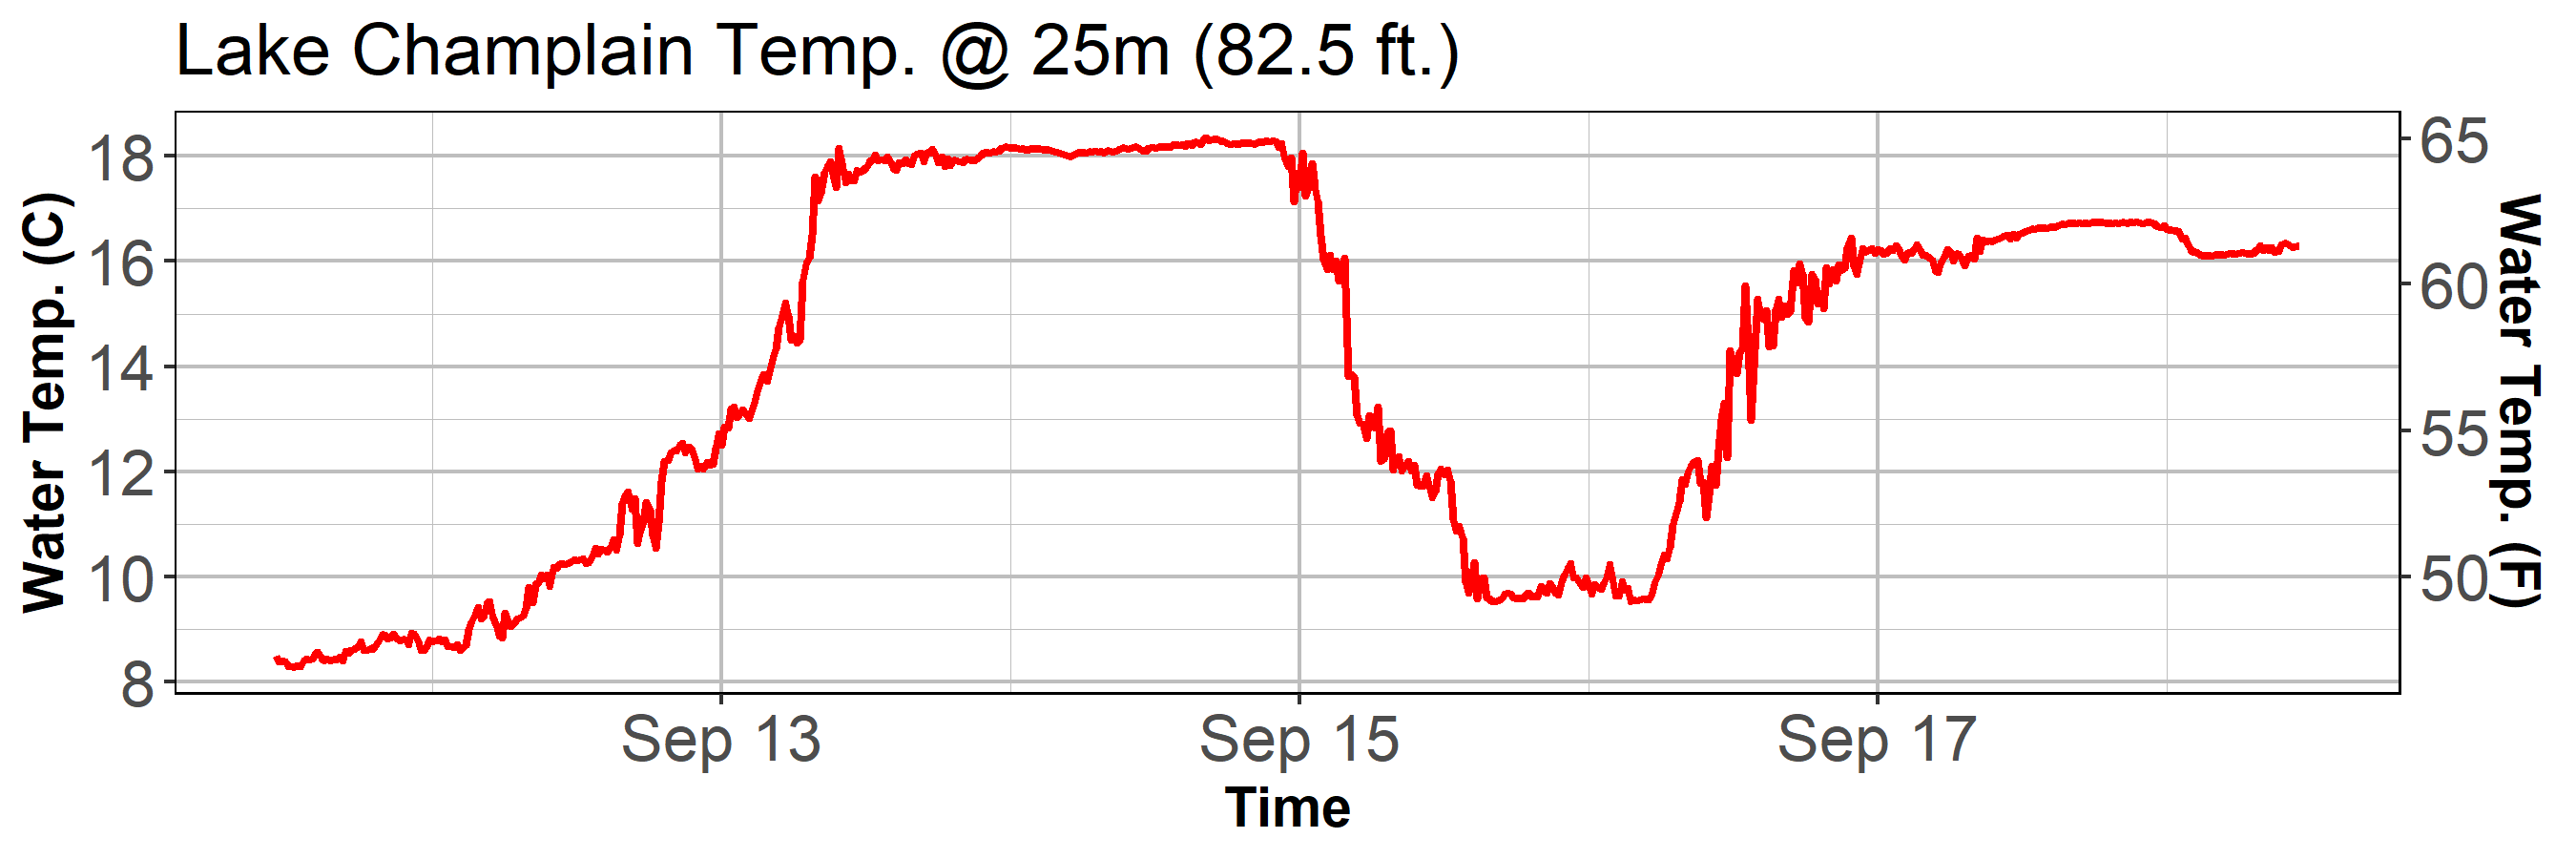 Lake Champlain Temp. @ 25m (82.5 ft.)
Water Temp. (C)
18
16
14
12
10
8
65
60
55
50
Water Temp. (F)
Sep 13
Sep 15
Sep 17
Time